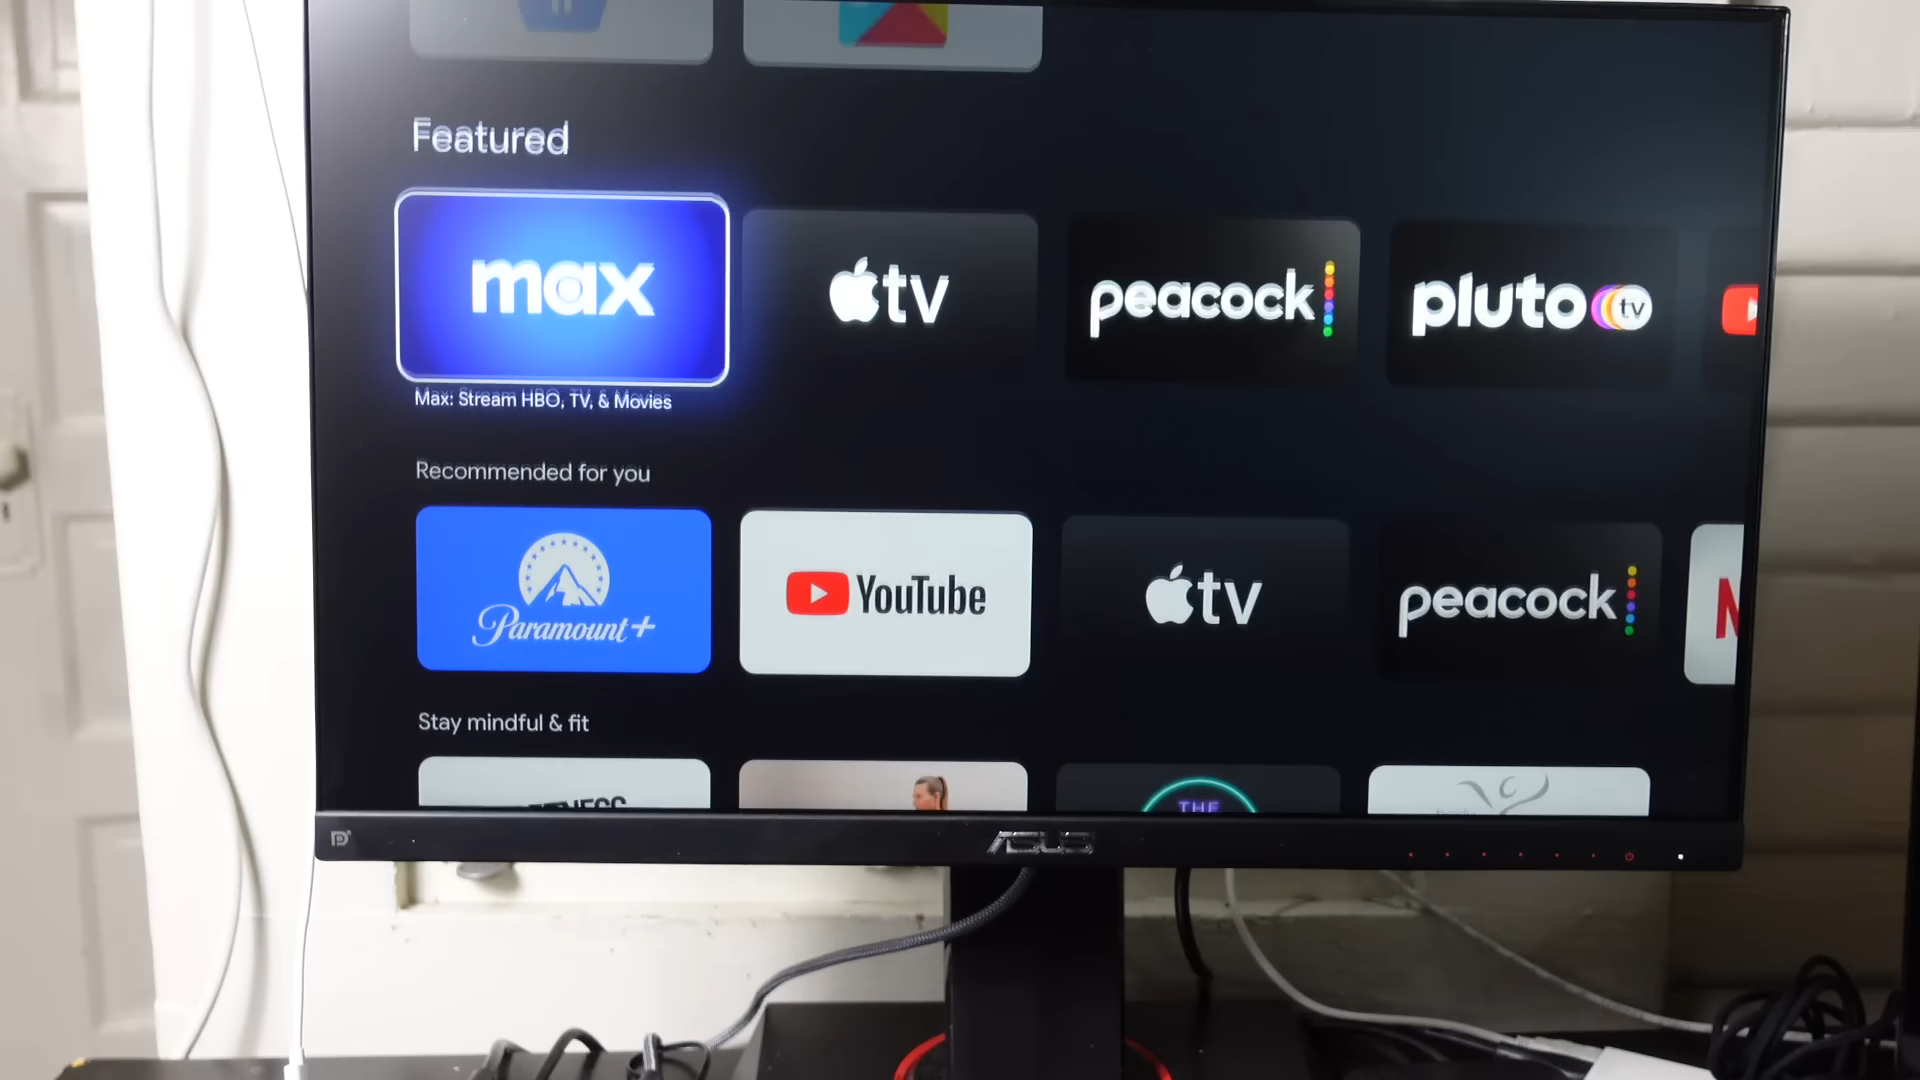 Featured
max
tv
peacock
pluto tv
Max: Stream HBO, TV, & Movies
Recommended for you
Paramount+
YouTube
tv
peacock
N
Stay mindful & fit
THE
ASUS